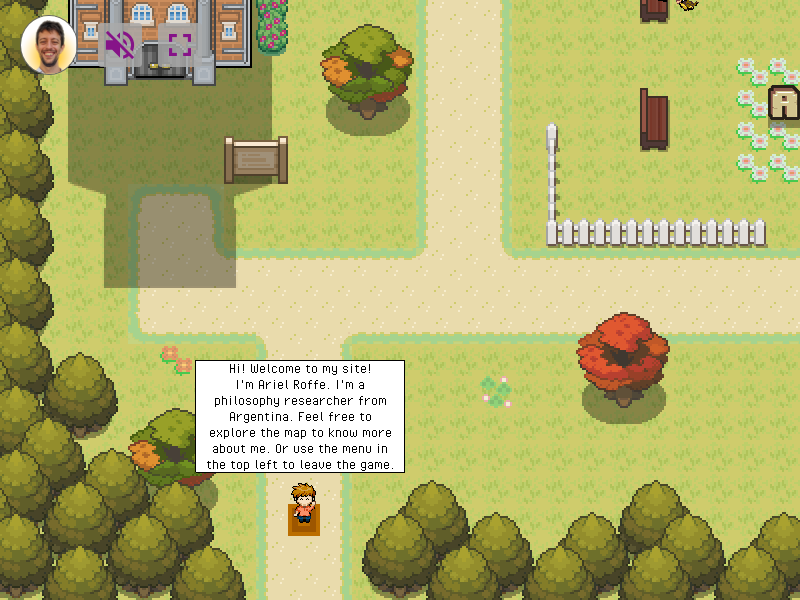 A
Hi! Welcome to my site!
I'm Ariel Roffe. I'm a
philosophy researcher from
Argentina. Feel free to
explore the map to know more
about me. Or use the menu in
the top left to leave the game.